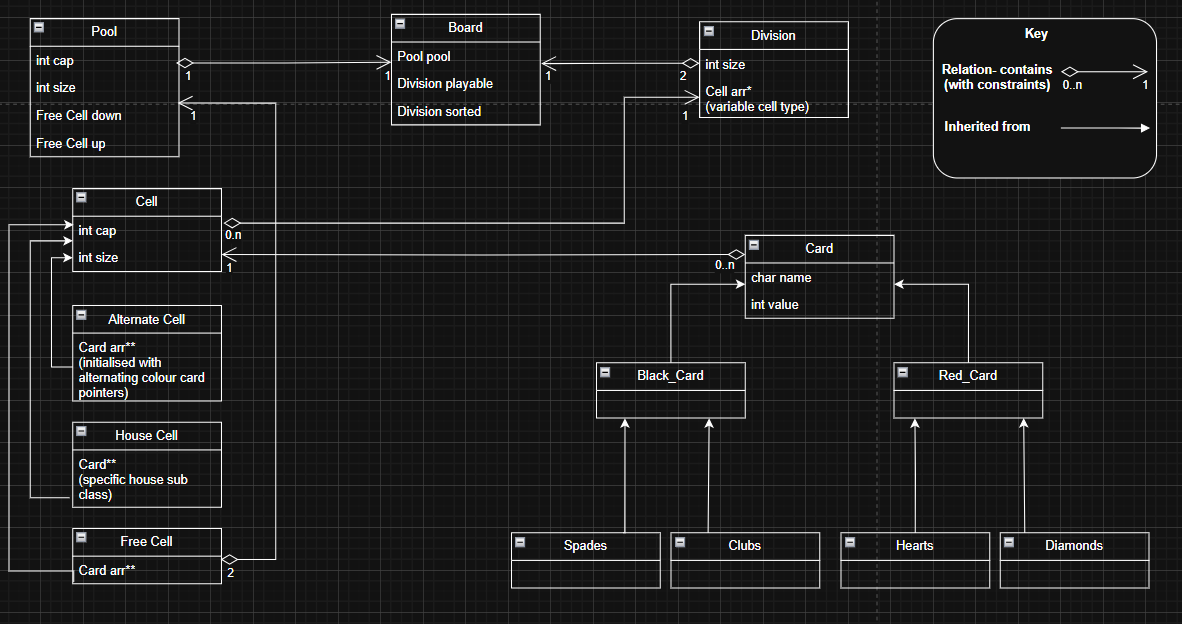 Pool
int cap
int size
Free Cell down
Free Cell up
1
1
1
Board
Pool pool
Division playable
Division sorted
1
2
1
Division
int size
Cell arr*
(variable cell type)
Key
Relation- contains
(with constraints)
0..n
1
Inherited from
Cell
int cap
int size
0.n
1
0..n
Card
char name
int value
Alternate Cell
Card arr**
(initialised with
alternating colour card
pointers)
House Cell
Card**
(specific house sub
class)
Free Cell
Card arr**
2
Black_Card
Red_Card
Spades
Clubs
Hearts
Diamonds